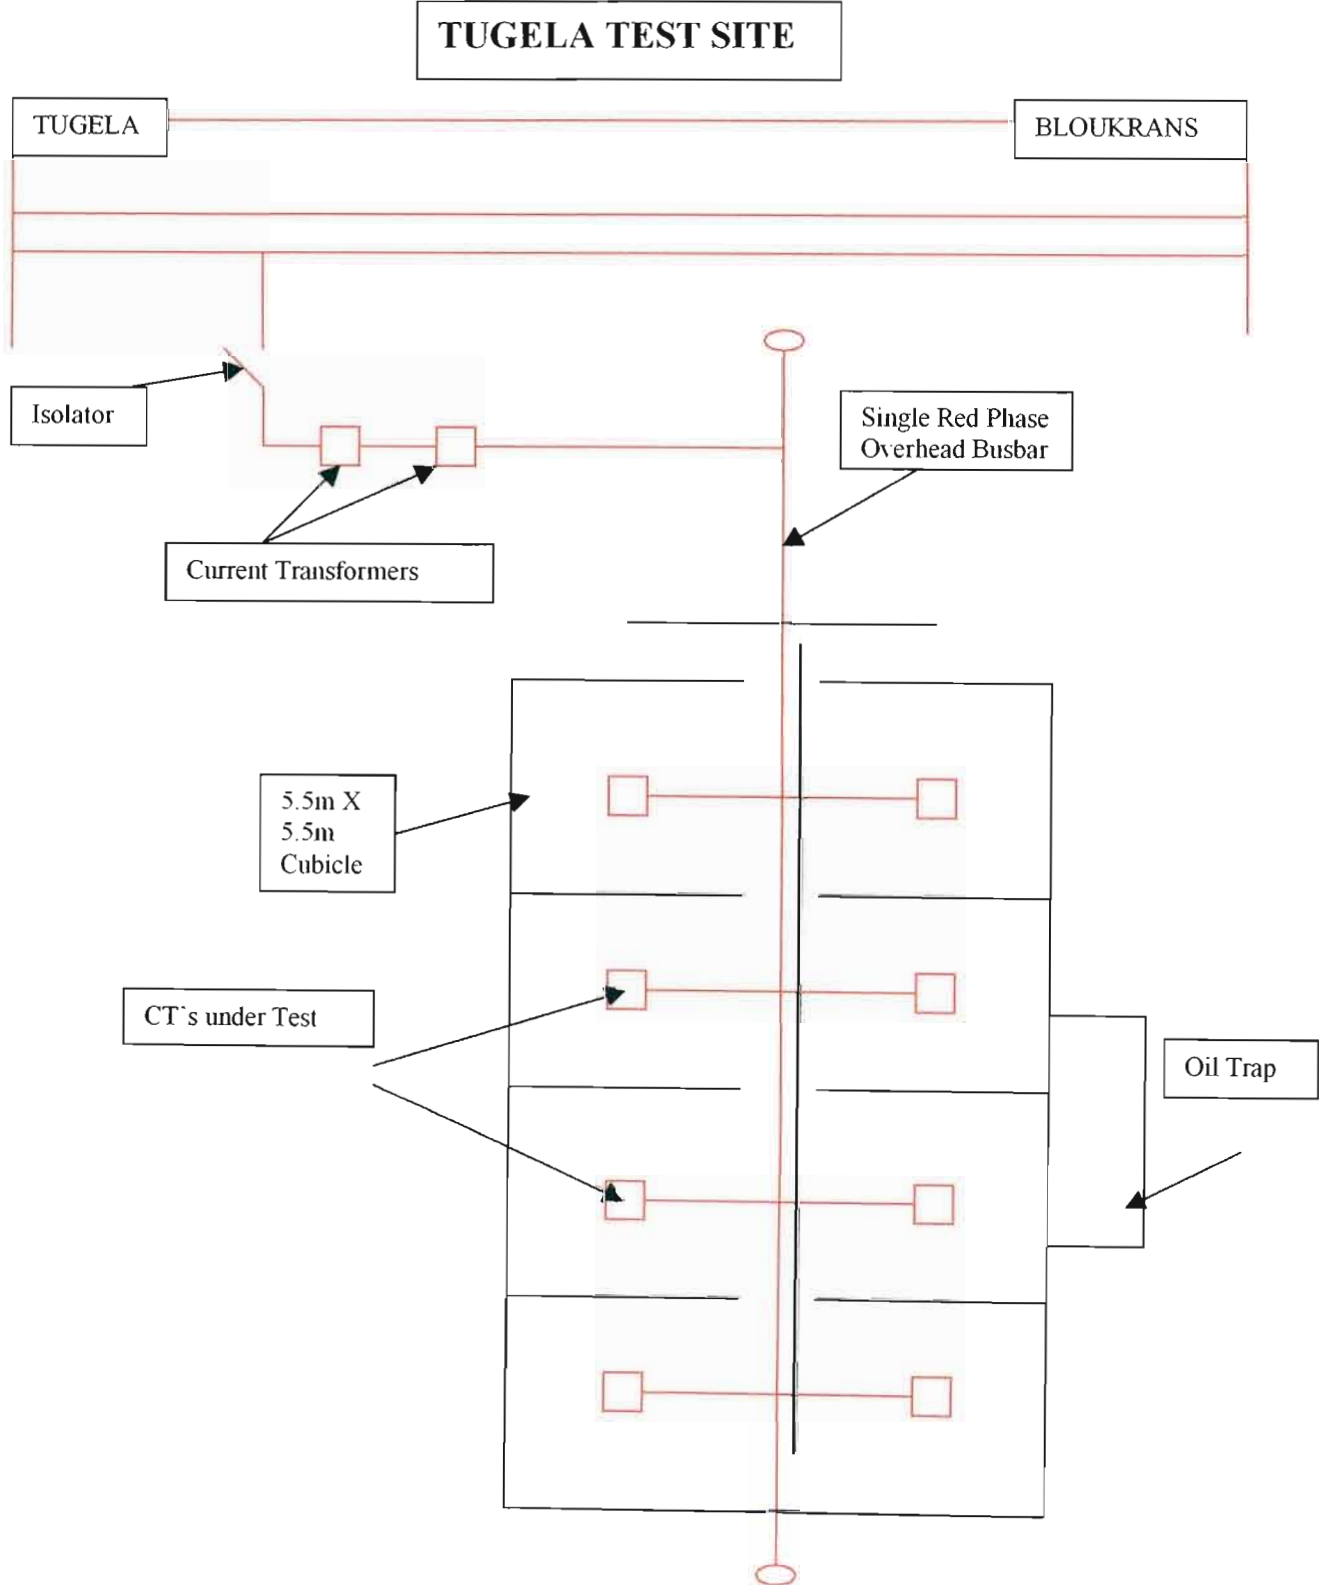 TUGELA TEST SITE
TUGELA
BLOUKRANS
Isolator
Single Red Phase
Overhead Busbar
Current Transformers
5.5m X
5.5m
Cubicle
CT`s under Test
Oil Trap